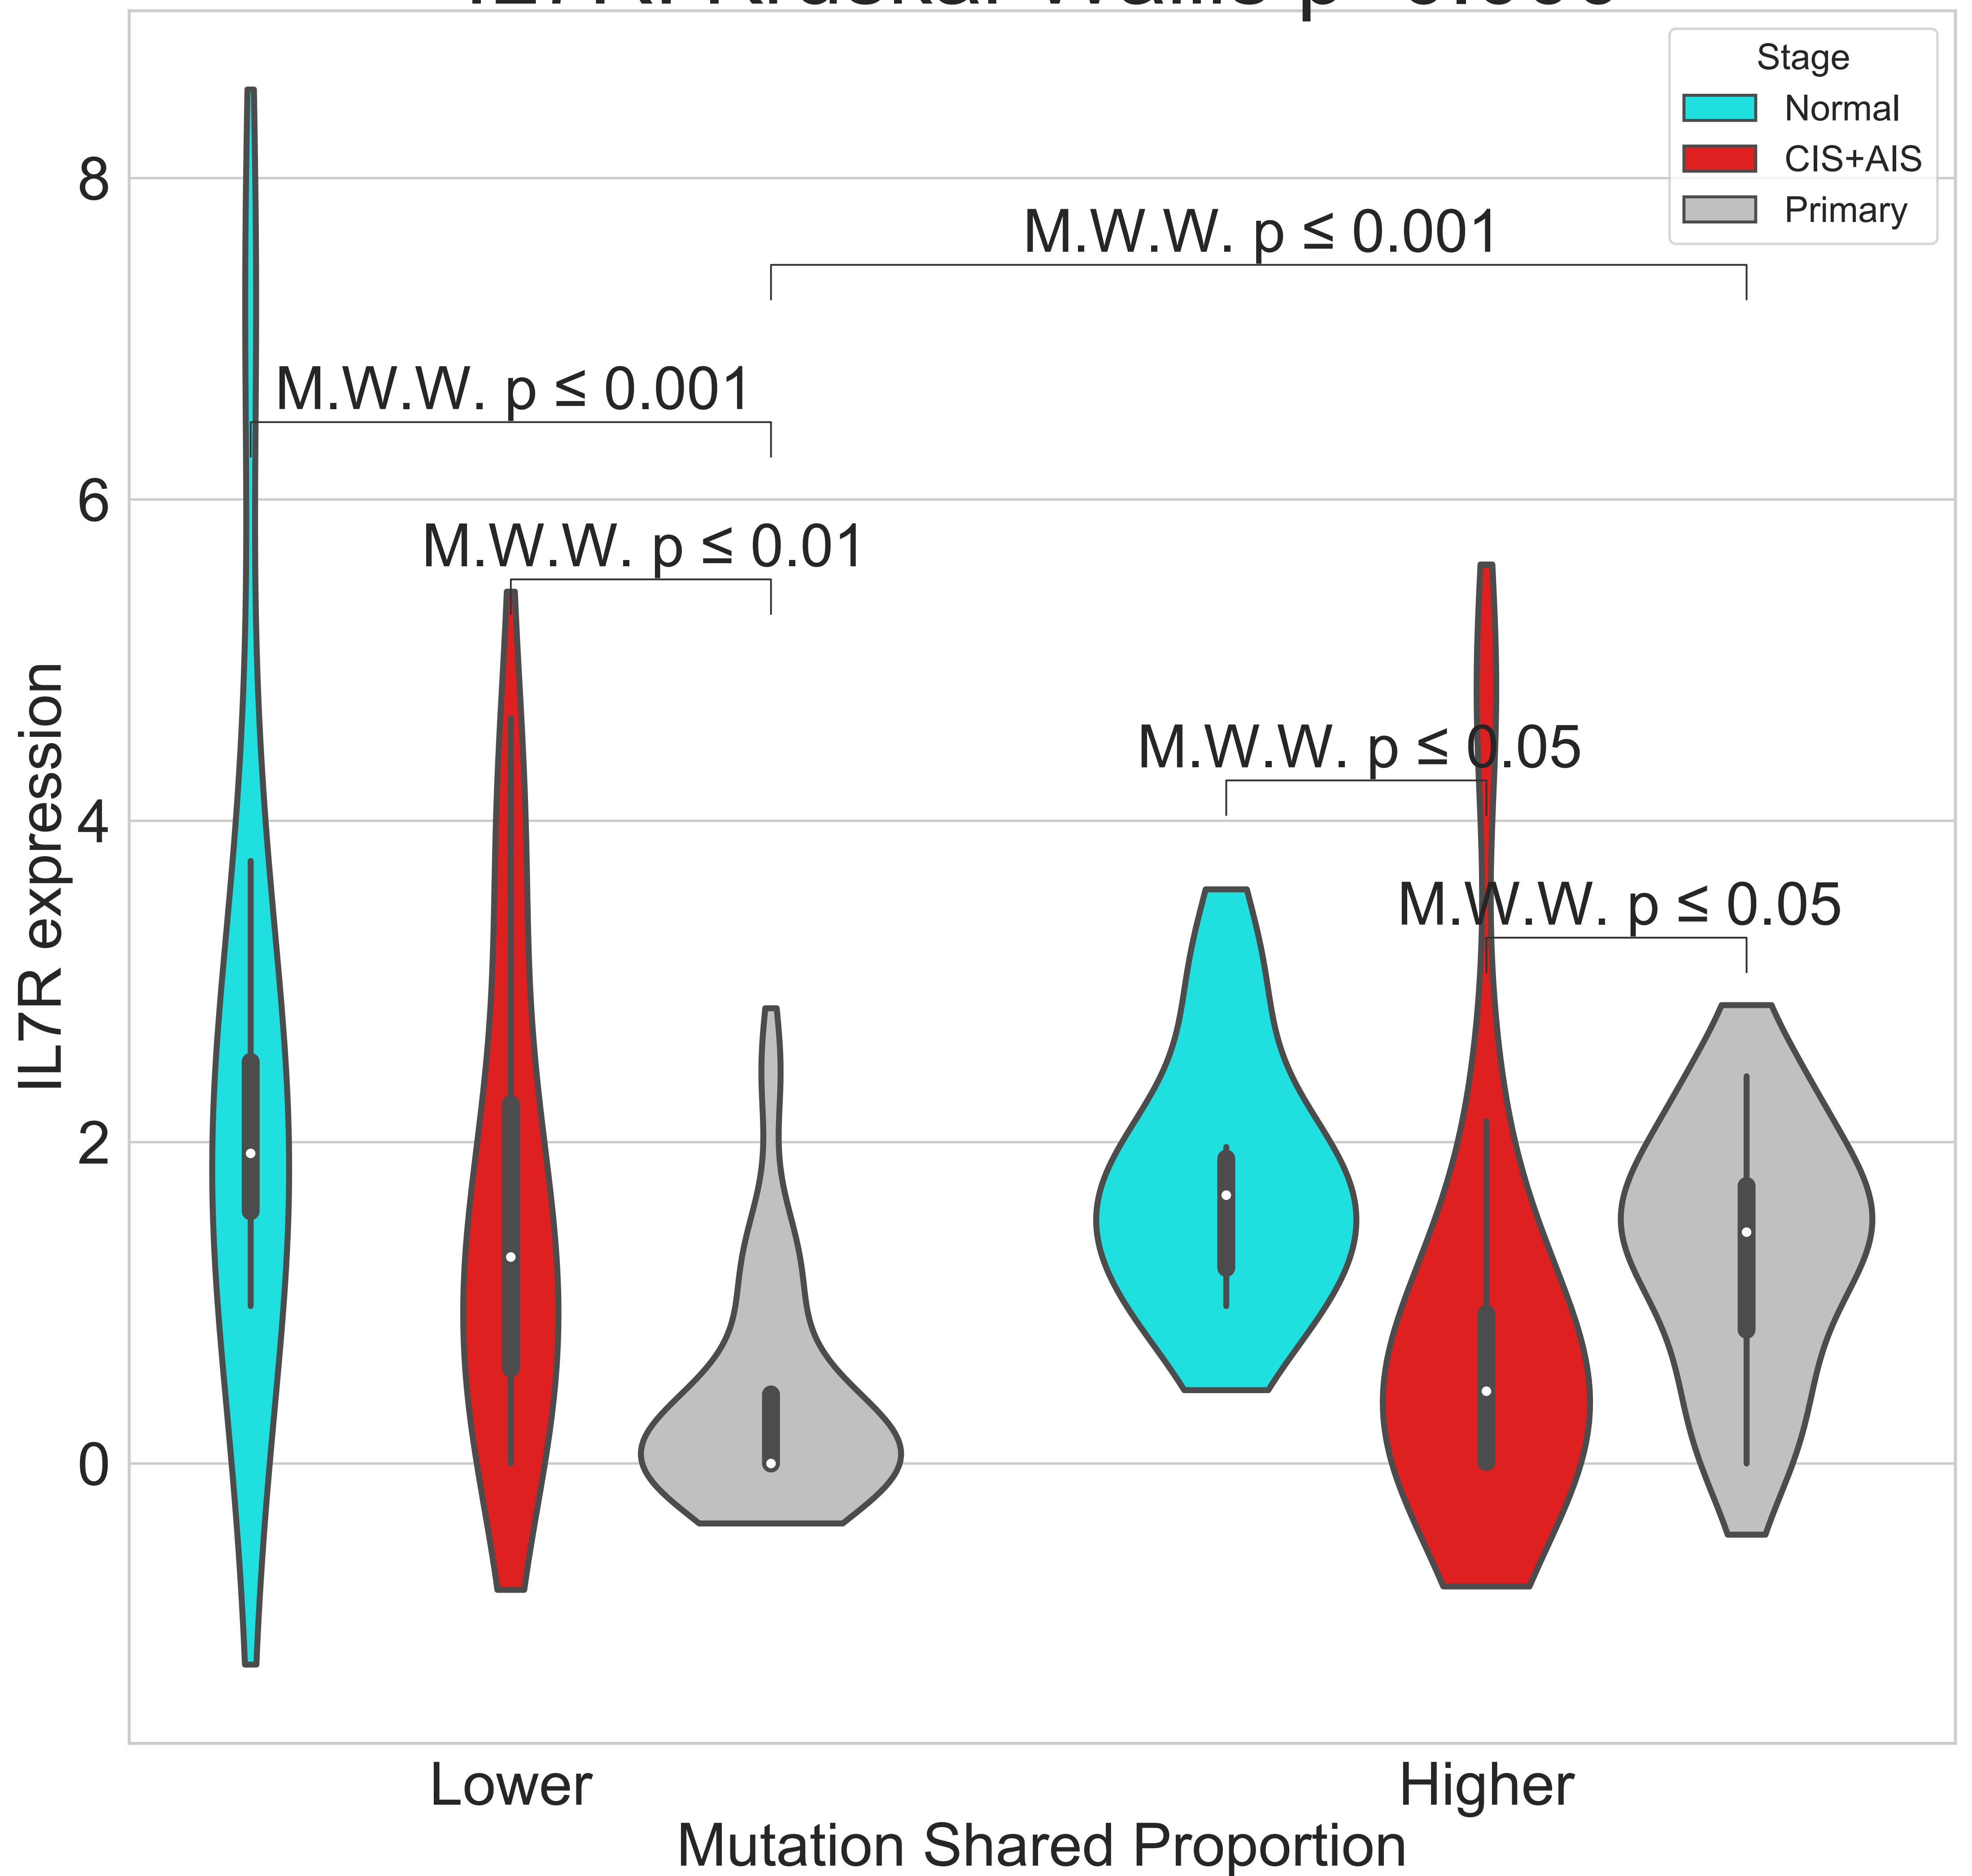 Stage
Normal
CIS+AIS
Primary
M.W.W. p ≤ 0.001
M.W.W. p ≤ 0.001
M.W.W. p ≤ 0.01
M.W.W. p ≤ 0.05
M.W.W. p ≤ 0.05
IL7R expression
8
6
4
2
0
Lower
Higher
Mutation Shared Proportion